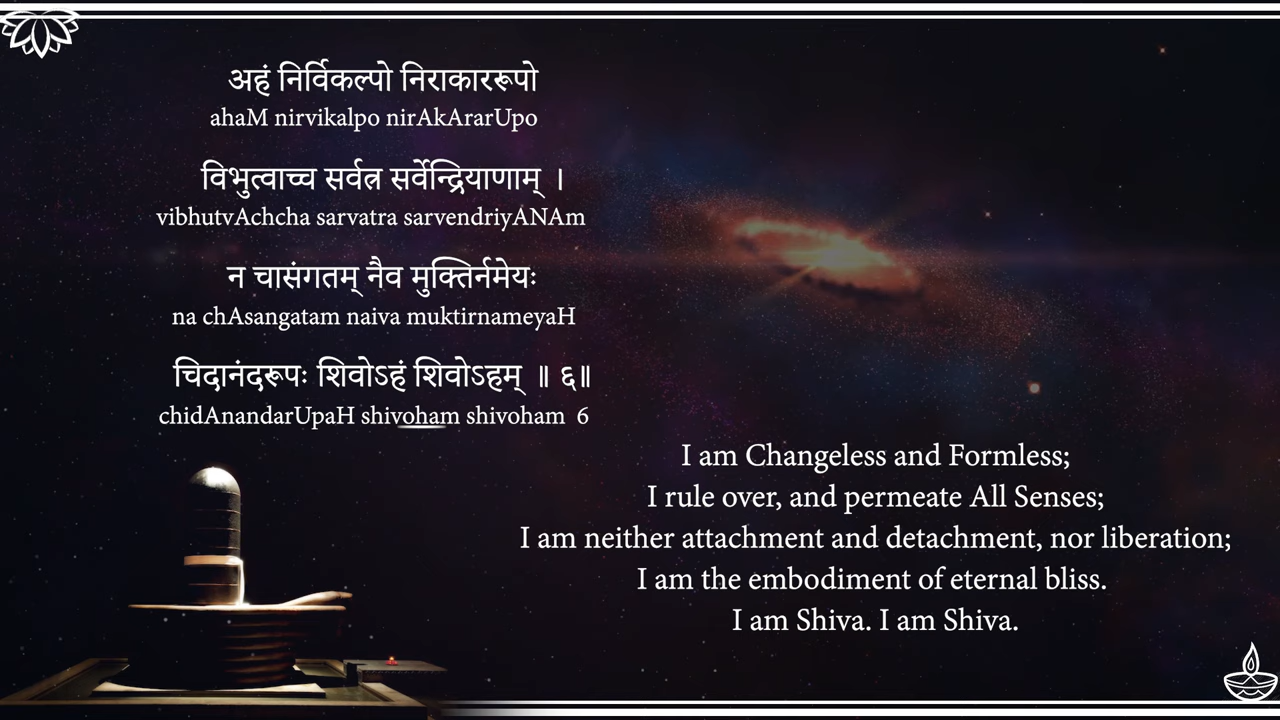 अहं निर्विकल्पो निराकाररूपो
ahaM nirvikalpo nirAkArarUpo
विभुत्वाच्च सर्वत्र सर्वेन्द्रियाणाम् ।
vibhutvAchcha sarvatra sarvendriyANAm
न चासंगतम् नैव मुक्तिर्नमेयः
na chAsangatam naiva muktirnameyaH
चिदानंदरूपः शिवोऽहं शिवोऽहम् ॥ ६॥
chidAnandarUpaH shivoham shivoham 6
I am Changeless and Formless;
I rule over, and permeate All Senses;
I am neither attachment and detachment, nor liberation;
I am the embodiment of eternal bliss.
I am Shiva. I am Shiva.